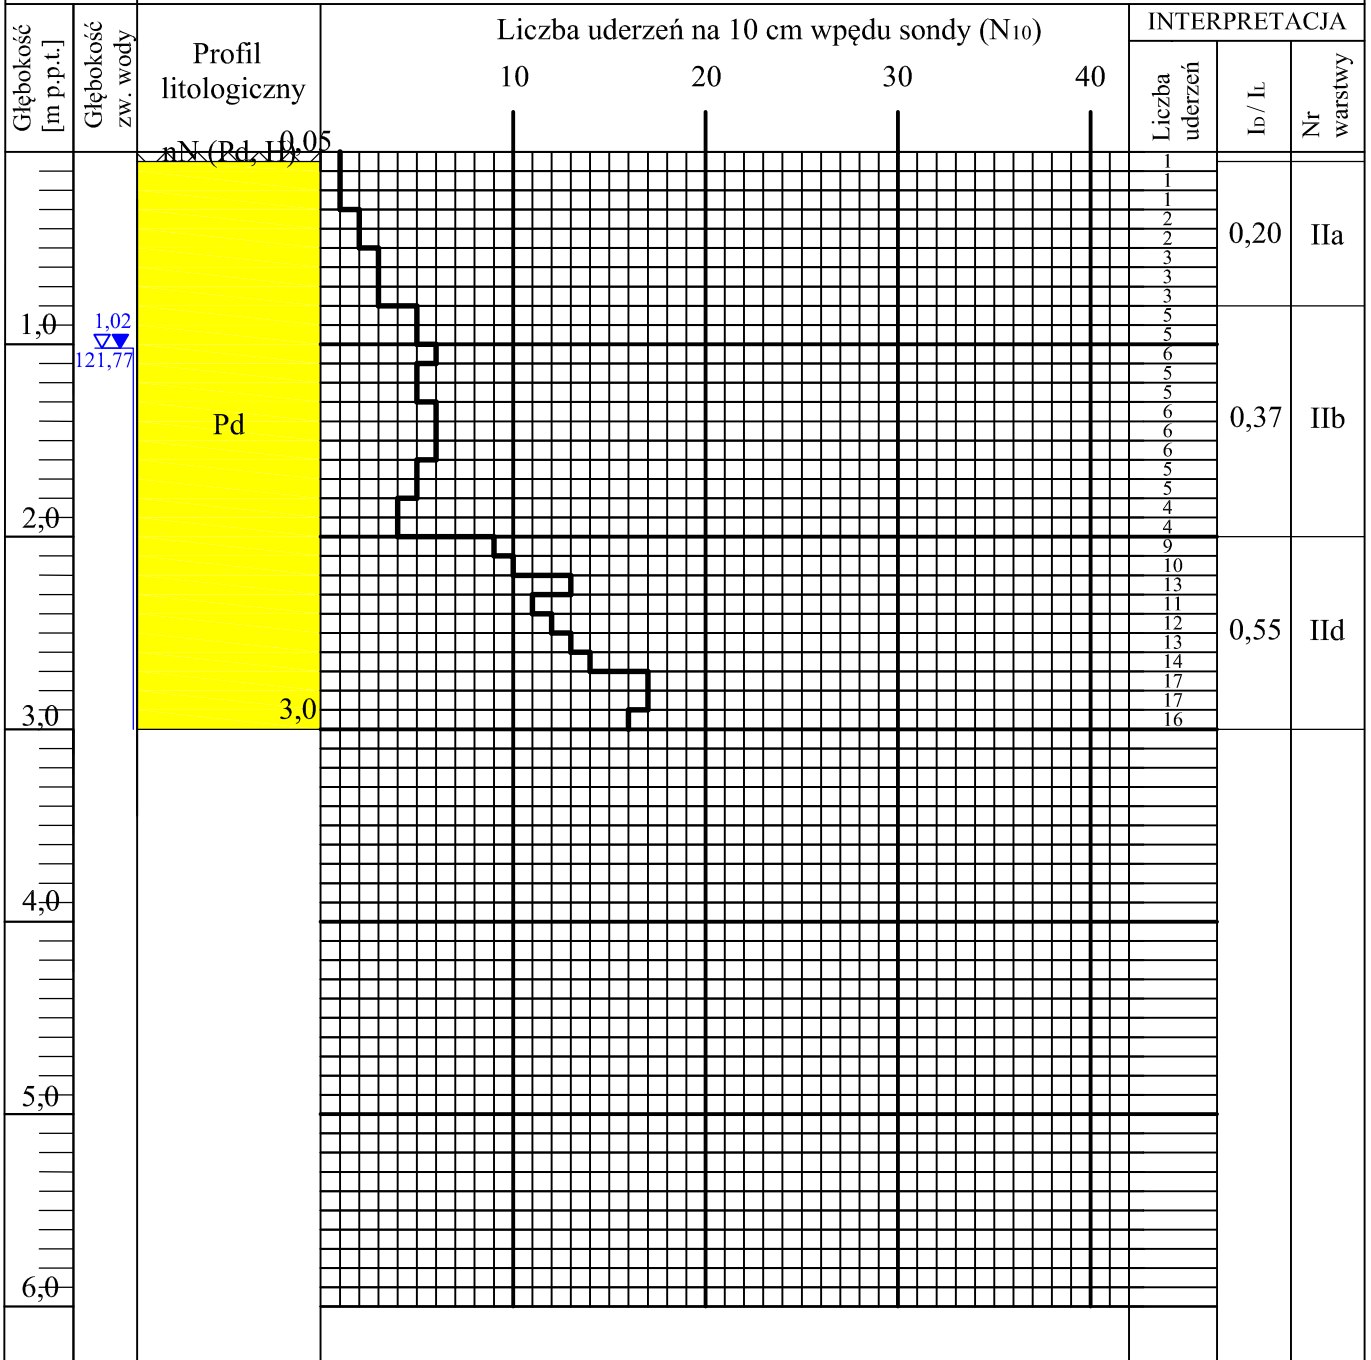 Głębokość
[m p.p.t.]
Głębokość
zw. wody
Profil
litologiczny
Liczba uderzeń na 10 cm wpędu sondy (N10)
10
20
30
40
INTERPRETACJA
Liczba
uderzeń
ID / IL
Nr
warstwy
nN (Pd, H)
0,05
1
1
1
2
2
3
3
3
0,20
IIa
1,0
1,02
121,77
5
5
6
5
5
6
6
6
5
5
4
4
Pd
0,37
IIb
2,0
9
10
13
11
12
13
14
17
17
16
0,55
IId
3,0
3,0
4,0
5,0
6,0